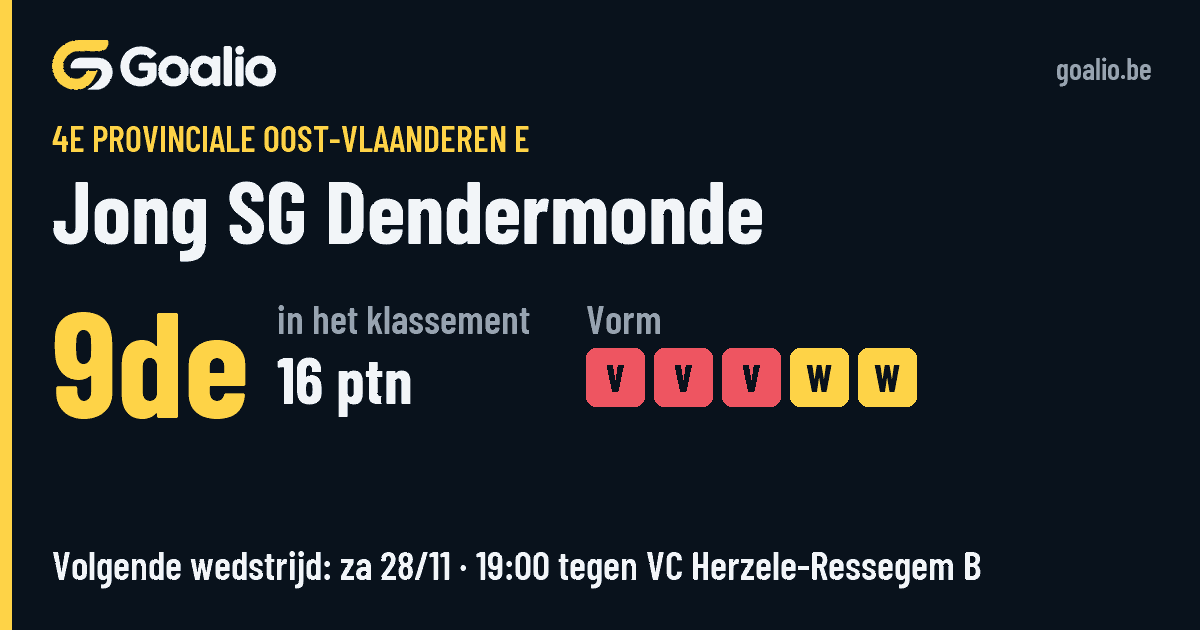 Goalio
goalio.be
4E PROVINCIALE OOST-VLAANDEREN E
Jong SG Dendermonde
9de
in het klassement
16 ptn
Vorm
V V V W W
Volgende wedstrijd: za 28/11 · 19:00 tegen VC Herzele-Ressegem B